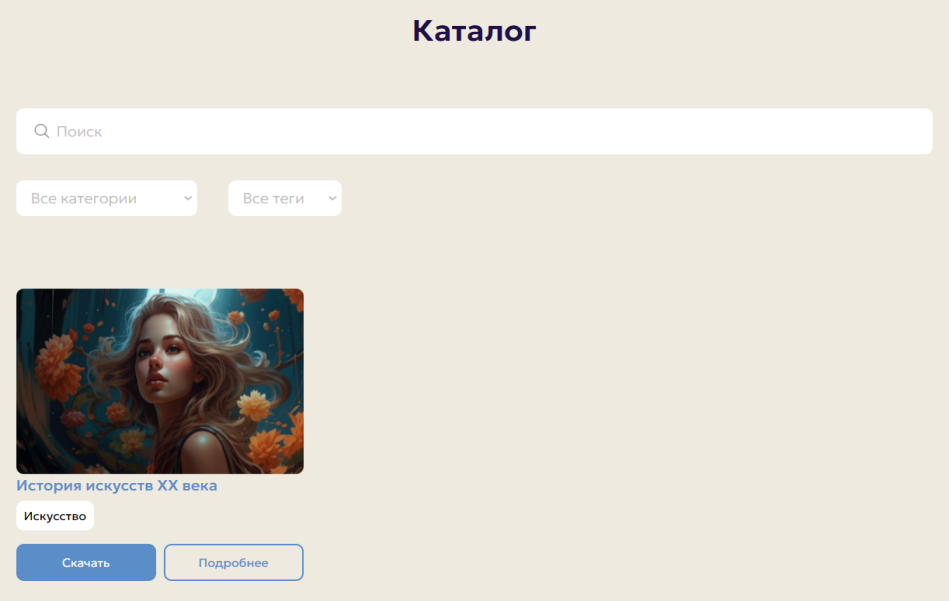 Каталог
Поиск
Все категории
Все теги
История искусств XX века
Искусство
Скачать
Подробнее